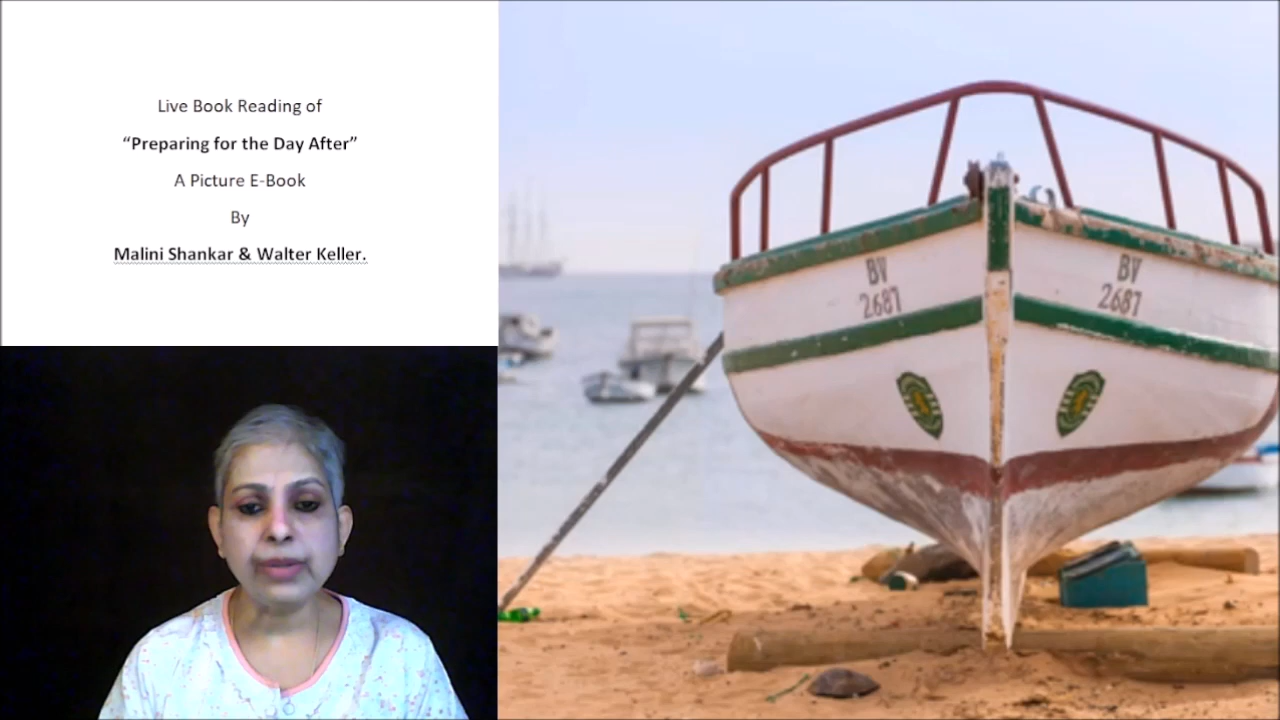 Live Book Reading of
“Preparing for the Day After”
A Picture E-Book
By
Malini Shankar & Walter Keller.
BV
2687
BV
2687